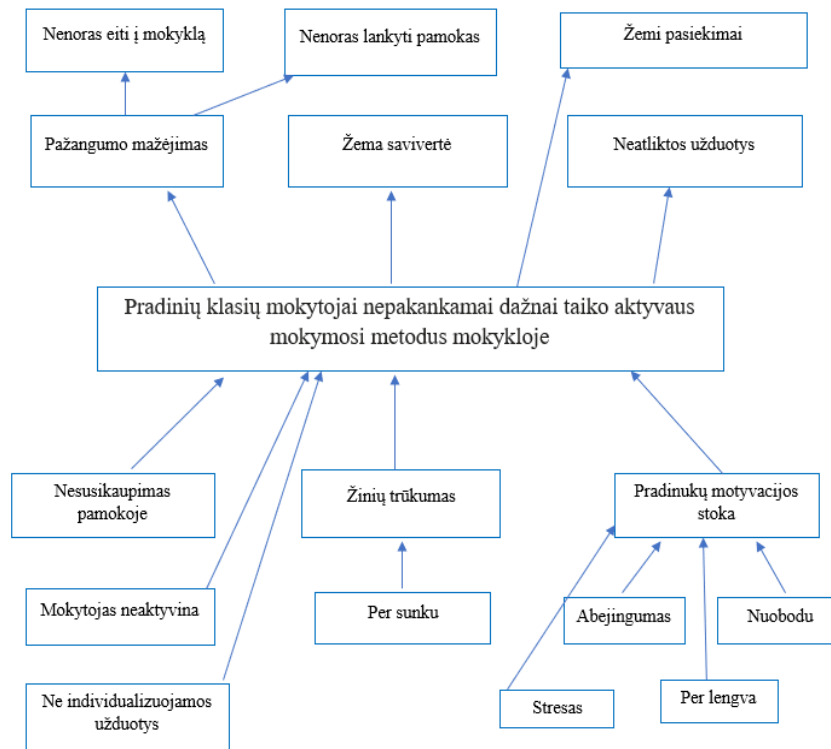 Nenoras eiti į mokyklą
Nenoras lankyti pamokas
Žemi pasiekimai
Pažangumo mažėjimas
Žema savivertė
Neatliktos užduotys
Pradinių klasių mokytojai nepakankamai dažnai taiko aktyvaus
mokymosi metodus mokykloje
Nesusikaupimas
pamokoje
Žinių trūkumas
Pradinukų motyvacijos
stoka
Mokytojas neaktyvina
Per sunku
Abejingumas
Nuobodu
Ne individualizuojamos
užduotys
Stresas
Per lengva